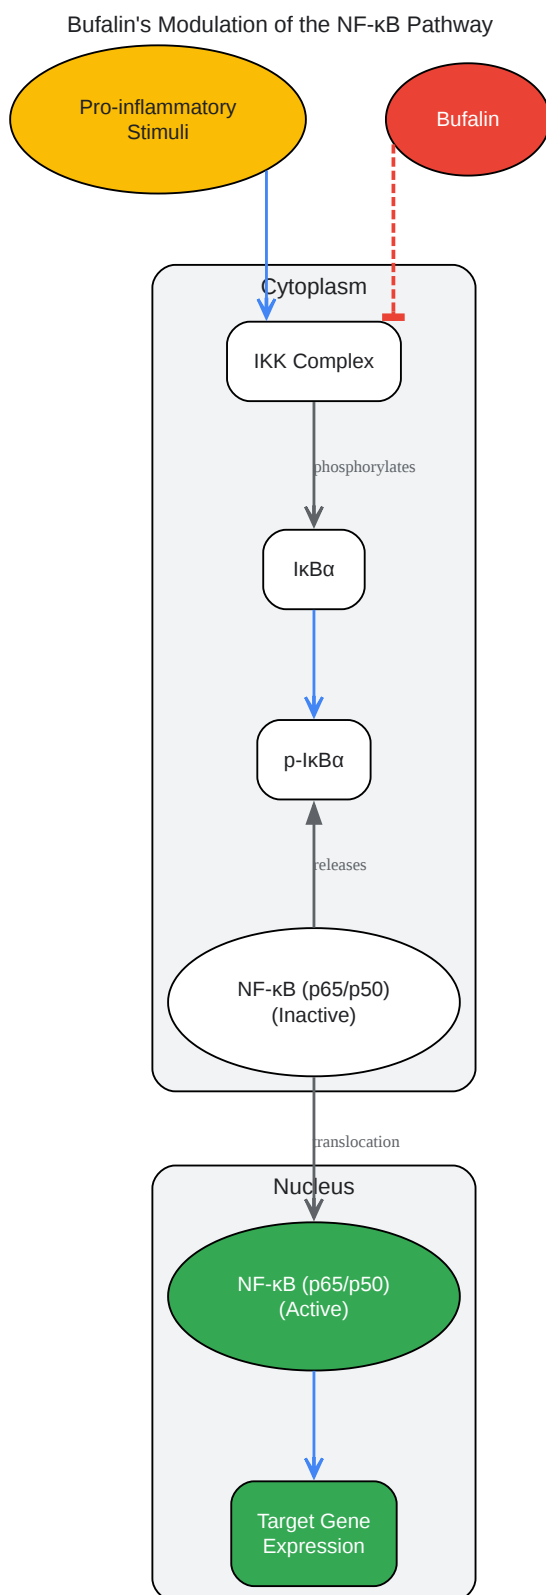 Bufalin's Modulation of the NF-κB Pathway
Pro-inflammatory
Stimuli
Bufalin
Cytoplasm
IKK Complex
phosphorylates
IκBα
p-IκBα
releases
NF-κB (p65/p50)
(Inactive)
translocation
Nucleus
NF-κB (p65/p50)
(Active)
Target Gene
Expression